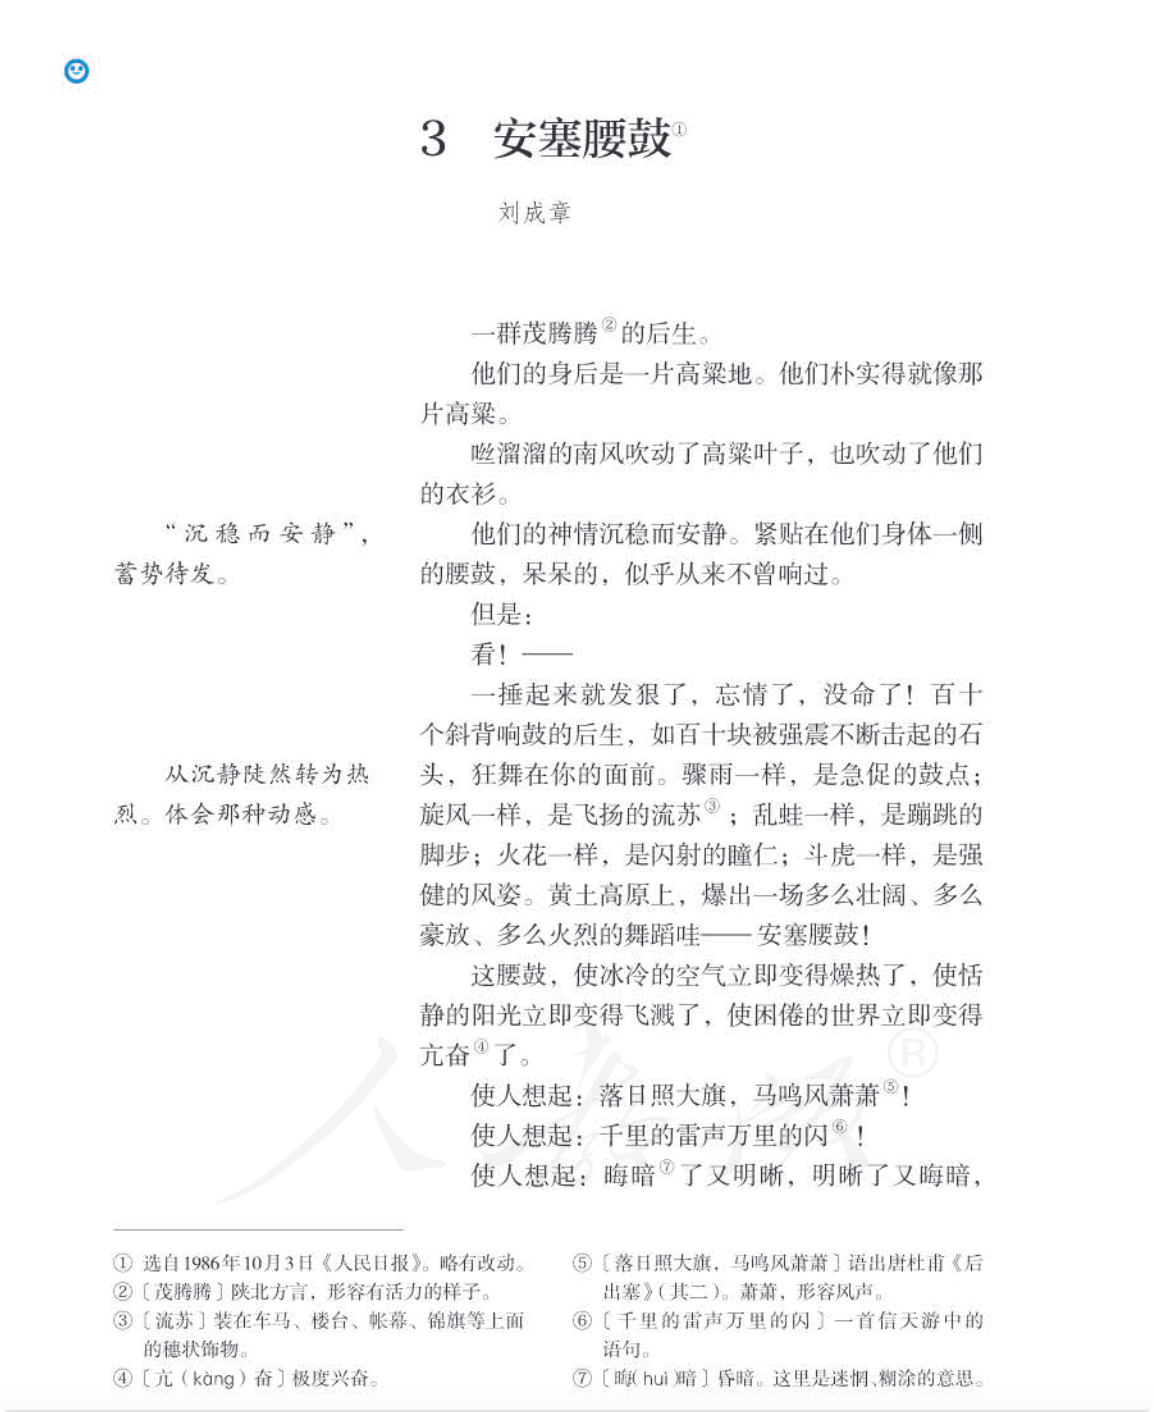 3 安塞腰鼓①
刘成章
一群茂腾腾②的后生。
他们的身后是一片高粱地。他们朴实得就像那
片高粱。
咝溜溜的南风吹动了高粱叶子，也吹动了他们
的衣衫。
“沉稳而安静”，
蓄势待发。
他们的神情沉稳而安静。紧贴在他们身体一侧
的腰鼓，呆呆的，似乎从来不曾响过。
但是：
看！——
一捶起来就发狠了，忘情了，没命了！百十
个斜背响鼓的后生，如百十块被强震不断击起的石
从沉静陡然转为热
烈。体会那种动感。
头，狂舞在你的面前。骤雨一样，是急促的鼓点；
旋风一样，是飞扬的流苏③；乱蛙一样，是蹦跳的
脚步；火花一样，是闪射的瞳仁；斗虎一样，是强
健的风姿。黄土高原上，爆出一场多么壮阔、多么
豪放、多么火烈的舞蹈哇——安塞腰鼓！
这腰鼓，使冰冷的空气立即变得燥热了，使恬
静的阳光立即变得飞溅了，使困倦的世界立即变得
亢奋④了。
使人想起：落日照大旗，马鸣风萧萧⑤！
使人想起：千里的雷声万里的闪⑥！
使人想起：晦暗⑦了又明晰，明晰了又晦暗，
人教版®
① 选自1986年10月3日《人民日报》。略有改动。
② 〔茂腾腾〕陕北方言，形容有活力的样子。
③ 〔流苏〕装在车马、楼台、帐幕、锦旗等上面
的穗状饰物。
④ 〔亢（kàng）奋〕极度兴奋。
⑤ 〔落日照大旗，马鸣风萧萧〕语出唐杜甫《后
出塞》（其二）。萧萧，形容风声。
⑥ 〔千里的雷声万里的闪〕一首信天游中的
语句。
⑦ 〔晦（huì）暗〕昏暗。这里是迷惘、糊涂的意思。